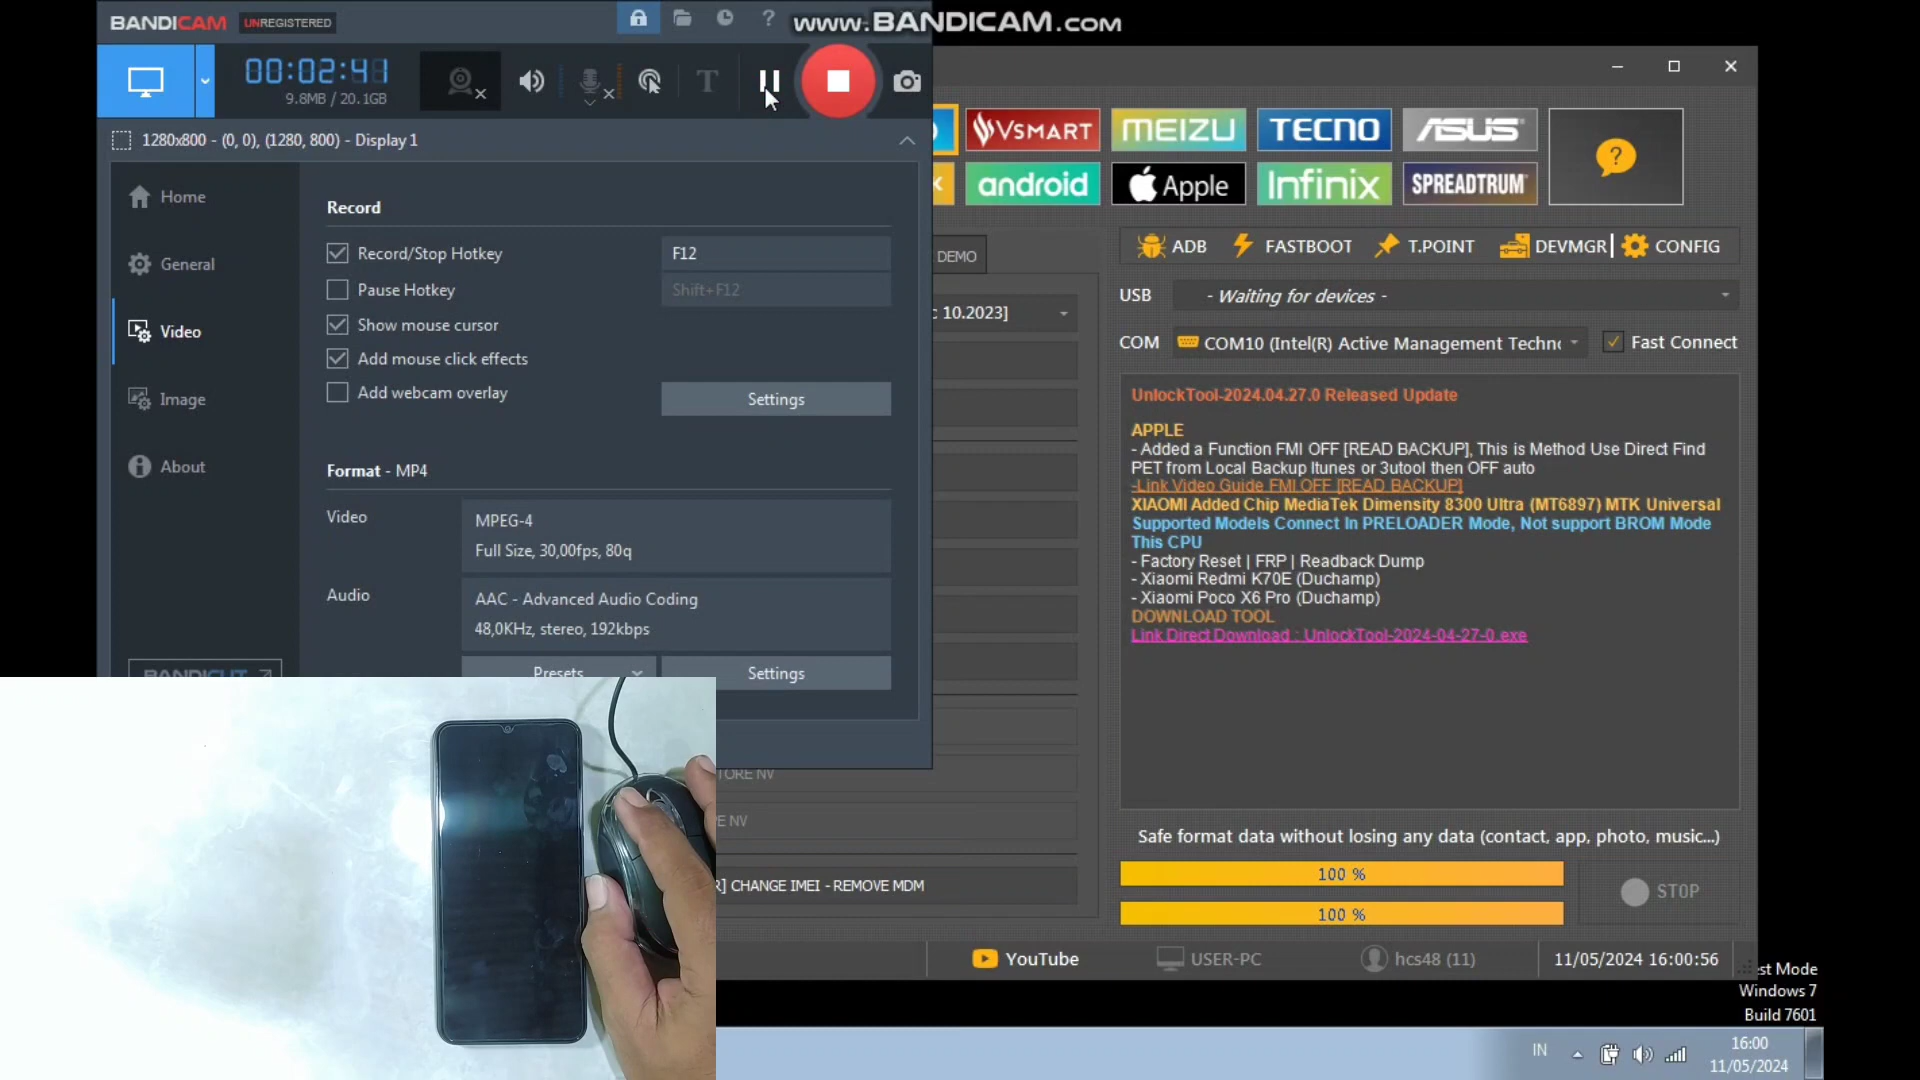 BANDICAM UNREGISTERED
www.BANDICAM.com
00:02:41
9.8MB / 20.1GB
1280x800 - (0, 0), (1280, 800) - Display 1
Home
General
Video
Image
About
Record
Record/Stop Hotkey F12
Pause Hotkey Shift+F12
Show mouse cursor
Add mouse click effects
Add webcam overlay Settings
Format - MP4
Video MPEG-4
Full Size, 30,00fps, 80q
Audio AAC - Advanced Audio Coding
48,0KHz, stereo, 192kbps
Presets Settings
VSMART MEIZU TECNO ASUS
android Apple Infinix SPREADTRUM
DEMO
ADB FASTBOOT T.POINT DEVMGR CONFIG
10.2023]
USB - Waiting for devices -
COM COM10 (Intel(R) Active Management Techno Fast Connect
UnlockTool-2024.04.27.0 Released Update
APPLE
- Added a Function FMI OFF [READ BACKUP], This is Method Use Direct Find
PET from Local Backup Itunes or 3utool then OFF auto
-Link Video Guide FMI OFF [READ BACKUP]
XIAOMI Added Chip MediaTek Dimensity 8300 Ultra (MT6897) MTK Universal
Supported Models Connect In PRELOADER Mode, Not support BROM Mode
This CPU
- Factory Reset | FRP | Readback Dump
- Xiaomi Redmi K70E (Duchamp)
- Xiaomi Poco X6 Pro (Duchamp)
DOWNLOAD TOOL
Link Direct Download : UnlockTool-2024-04-27-0 .exe
NV
NV
CHANGE IMEI - REMOVE MDM
Safe format data without losing any data (contact, app, photo, music...)
100 %
100 %
STOP
YouTube USER-PC hcs48 (11) 11/05/2024 16:00:56
Mode
Windows 7
Build 7601
IN 16:00
11/05/2024